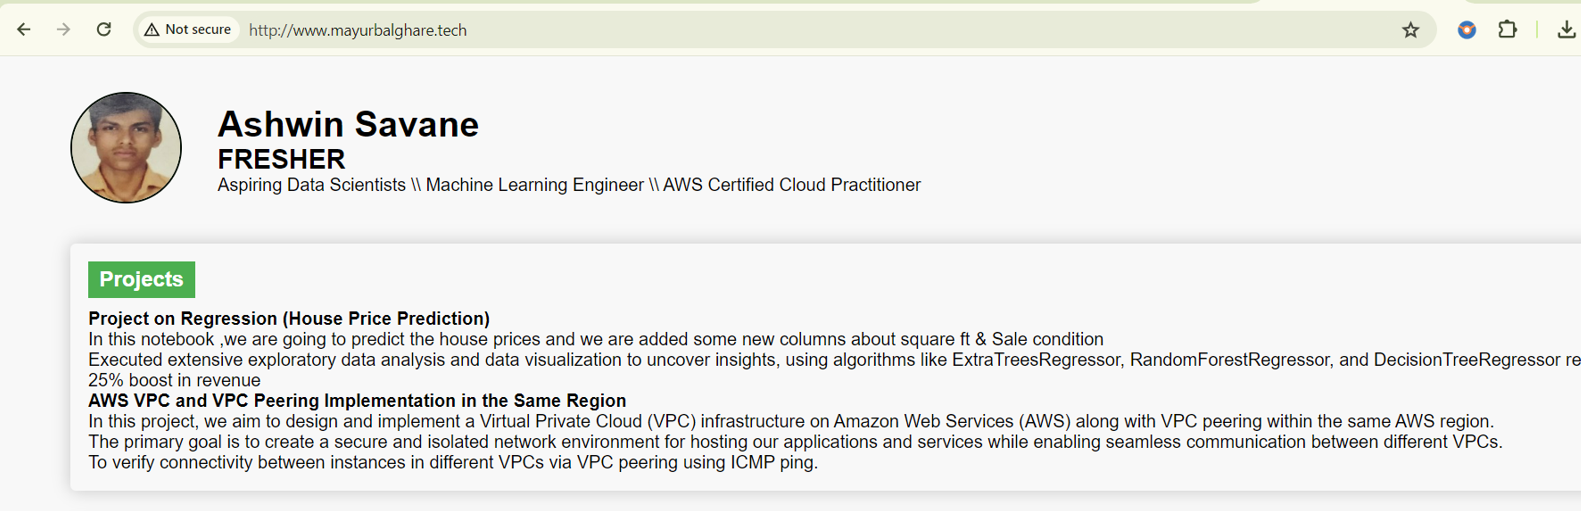 Not secure http://www.mayurbalghare.tech
Ashwin Savane
FRESHER
Aspiring Data Scientists \\ Machine Learning Engineer \\ AWS Certified Cloud Practitioner
Projects
Project on Regression (House Price Prediction)
In this notebook ,we are going to predict the house prices and we are added some new columns about square ft & Sale condition
Executed extensive exploratory data analysis and data visualization to uncover insights, using algorithms like ExtraTreesRegressor, RandomForestRegressor, and DecisionTreeRegressor re
25% boost in revenue
AWS VPC and VPC Peering Implementation in the Same Region
In this project, we aim to design and implement a Virtual Private Cloud (VPC) infrastructure on Amazon Web Services (AWS) along with VPC peering within the same AWS region.
The primary goal is to create a secure and isolated network environment for hosting our applications and services while enabling seamless communication between different VPCs.
To verify connectivity between instances in different VPCs via VPC peering using ICMP ping.